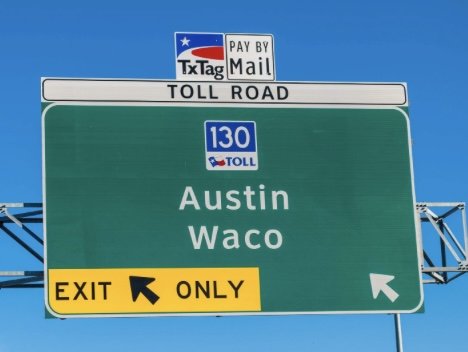 TxTag PAY BY Mail
TOLL ROAD
130
TOLL
Austin
Waco
EXIT ONLY